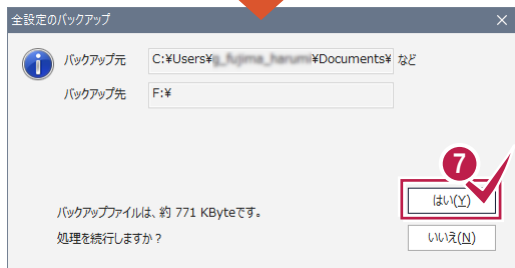 全設定のバックアップ
バックアップ元 C:¥Users¥ ¥Documents¥ など
バックアップ先 F:¥
7
はい(Y)
バックアップファイルは、約 771 KByteです。
処理を続行しますか？
いいえ(N)